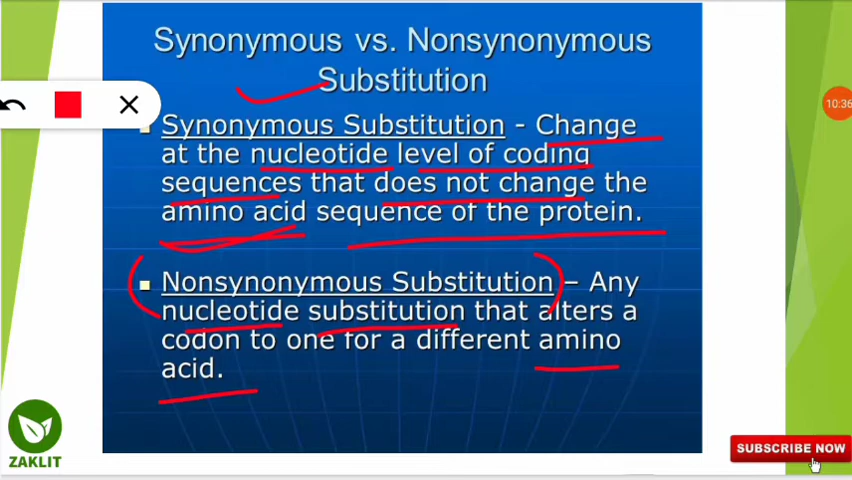 Synonymous vs. Nonsynonymous
Substitution
10:36
Synonymous Substitution - Change
at the nucleotide level of coding
sequences that does not change the
amino acid sequence of the protein.
Nonsynonymous Substitution – Any
nucleotide substitution that alters a
codon to one for a different amino
acid.
ZAKLIT
SUBSCRIBE NOW